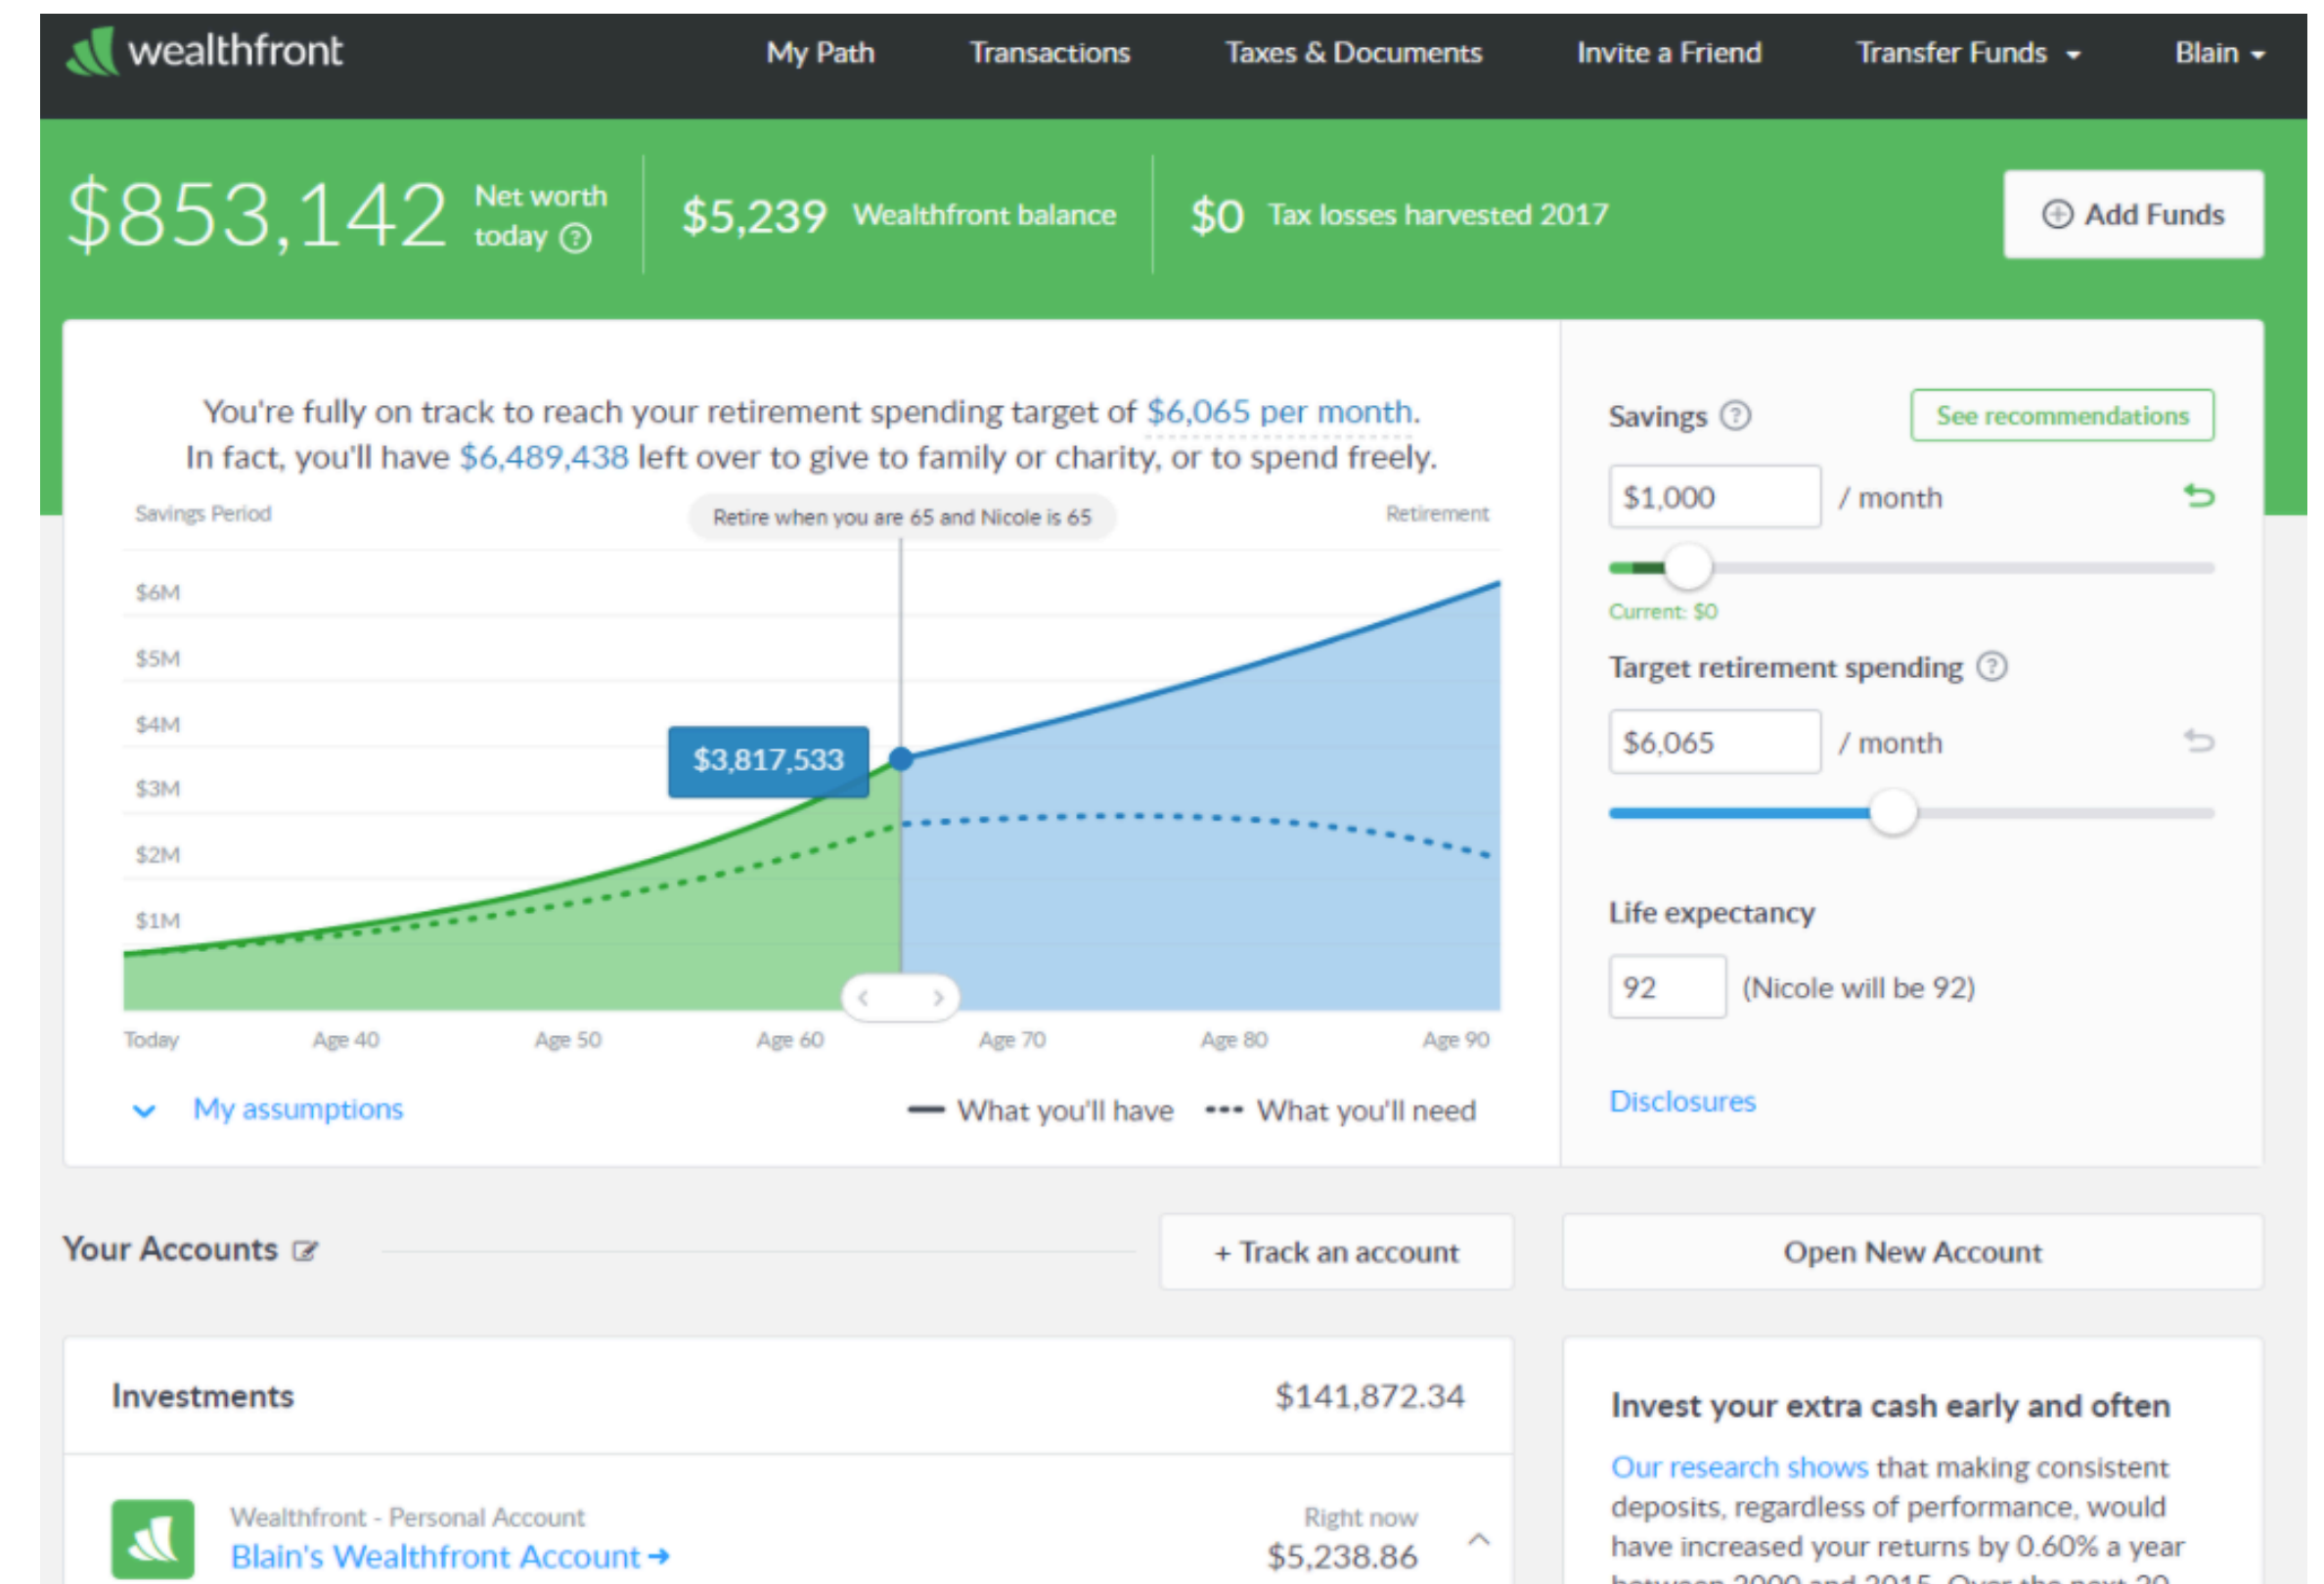 wealthfront
My Path Transactions Taxes & Documents Invite a Friend Transfer Funds Blain
$853,142 Net worth today
$5,239 Wealthfront balance
$0 Tax losses harvested 2017
Add Funds
You're fully on track to reach your retirement spending target of $6,065 per month.
In fact, you'll have $6,489,438 left over to give to family or charity, or to spend freely.
Savings Period
Retire when you are 65 and Nicole is 65
Retirement
$6M
$5M
$4M
$3M
$2M
$1M
$3,817,533
Today Age 40 Age 50 Age 60 Age 70 Age 80 Age 90
My assumptions
What you'll have What you'll need
Savings ?
See recommendations
$1,000 / month
Current: $0
Target retirement spending ?
$6,065 / month
Life expectancy
92 (Nicole will be 92)
Disclosures
Your Accounts
+ Track an account
Open New Account
Investments $141,872.34
Wealthfront - Personal Account Right now
Blain's Wealthfront Account → $5,238.86
Invest your extra cash early and often
Our research shows that making consistent
deposits, regardless of performance, would
have increased your returns by 0.60% a year
between 2000 and 2015. Over the next 20